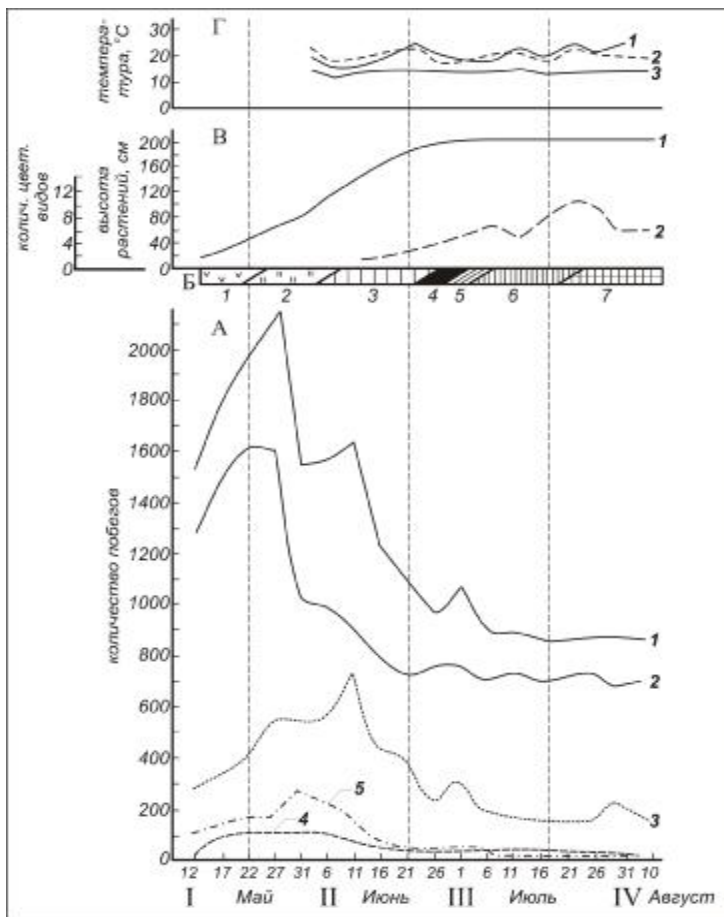 Г
темпера-
тура, °С
30
20
10
0
1
2
3
В
колич. цвет.
видов
12
8
4
0
высота
растений, см
200
160
120
80
40
0
1
2
Б
1 2 3 4 5 6 7
А
количество побегов
2000
1800
1600
1400
1200
1000
800
600
400
200
0
1
2
3
4
5
12 17 22 27 31 6 11 16 21 26 1 6 11 16 21 26 31 10
I Май II Июнь III Июль IV Август